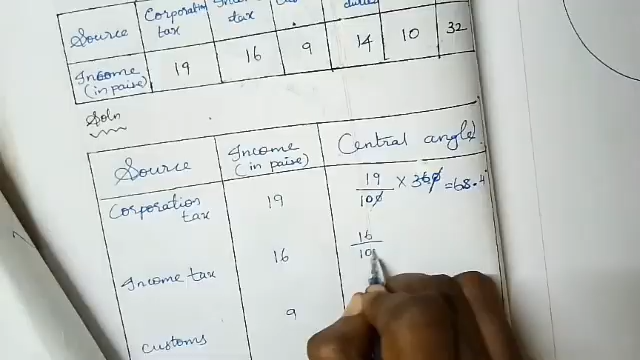 Source Corporation tax tax duties
Income (in paise) 19 16 9 14 10 32
Soln
Source Income (in paise) Central angle
Corporation tax 19 19/100 × 360 = 68.4
Income tax 16 16/10
Customs 9